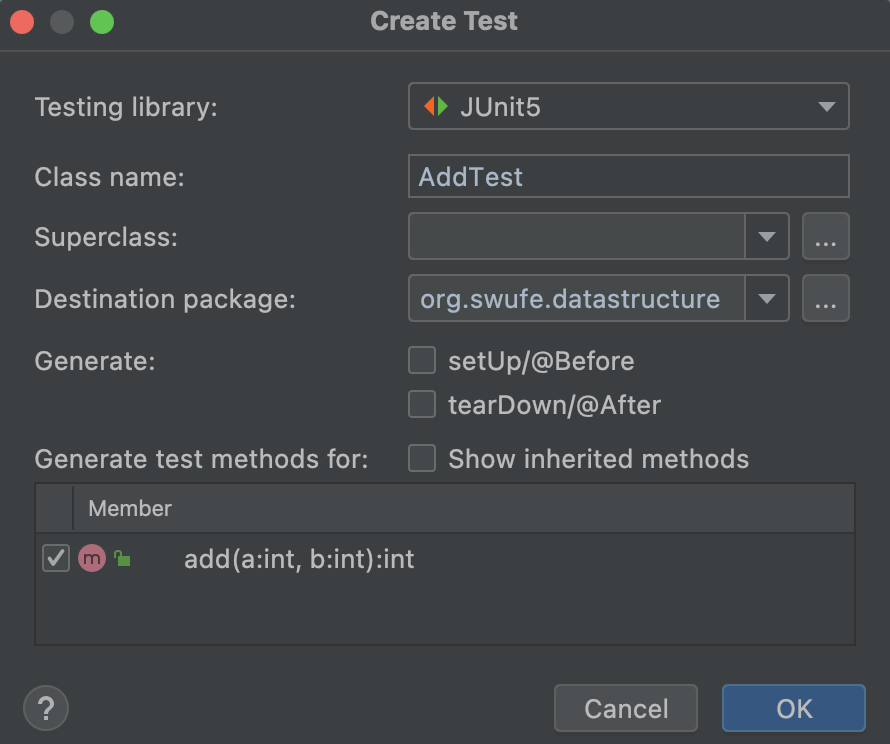 Create Test
Testing library: JUnit5
Class name: AddTest
Superclass: ...
Destination package: org.swufe.datastructure ...
Generate: setUp/@Before
tearDown/@After
Generate test methods for: Show inherited methods
Member
m add(a:int, b:int):int
? Cancel OK